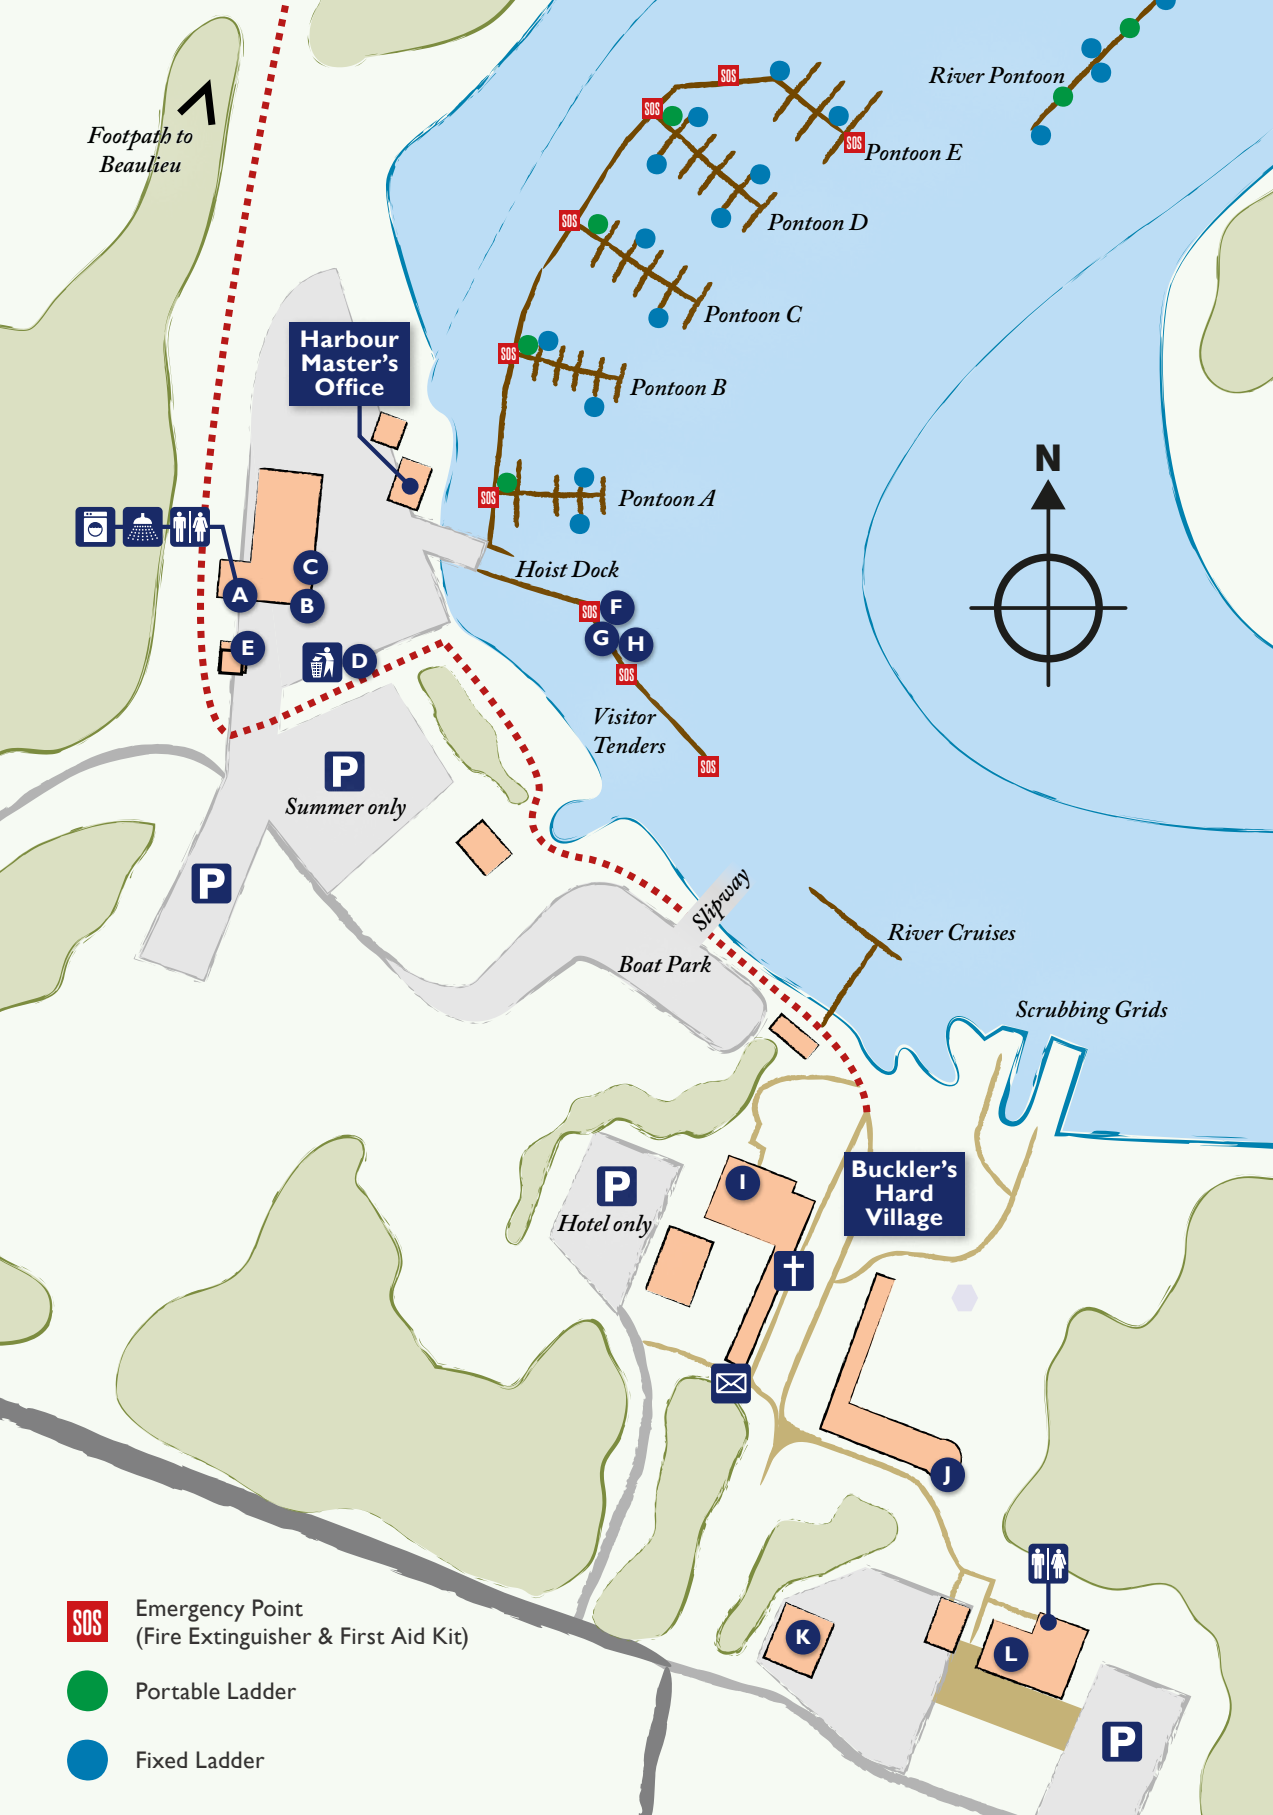 River Pontoon
SOS
SOS
SOS
Pontoon E
Footpath to
Beaulieu
SOS
Pontoon D
Pontoon C
Harbour
Master's
Office
SOS
Pontoon B
N
SOS
Pontoon A
Hoist Dock
C
A
B
SOS
F
G
H
E
D
SOS
Visitor
Tenders
SOS
P
Summer only
P
Slipway
River Cruises
Boat Park
Scrubbing Grids
Buckler's
Hard
Village
P
Hotel only
I
J
K
L
P
SOS
Emergency Point
(Fire Extinguisher & First Aid Kit)
Portable Ladder
Fixed Ladder